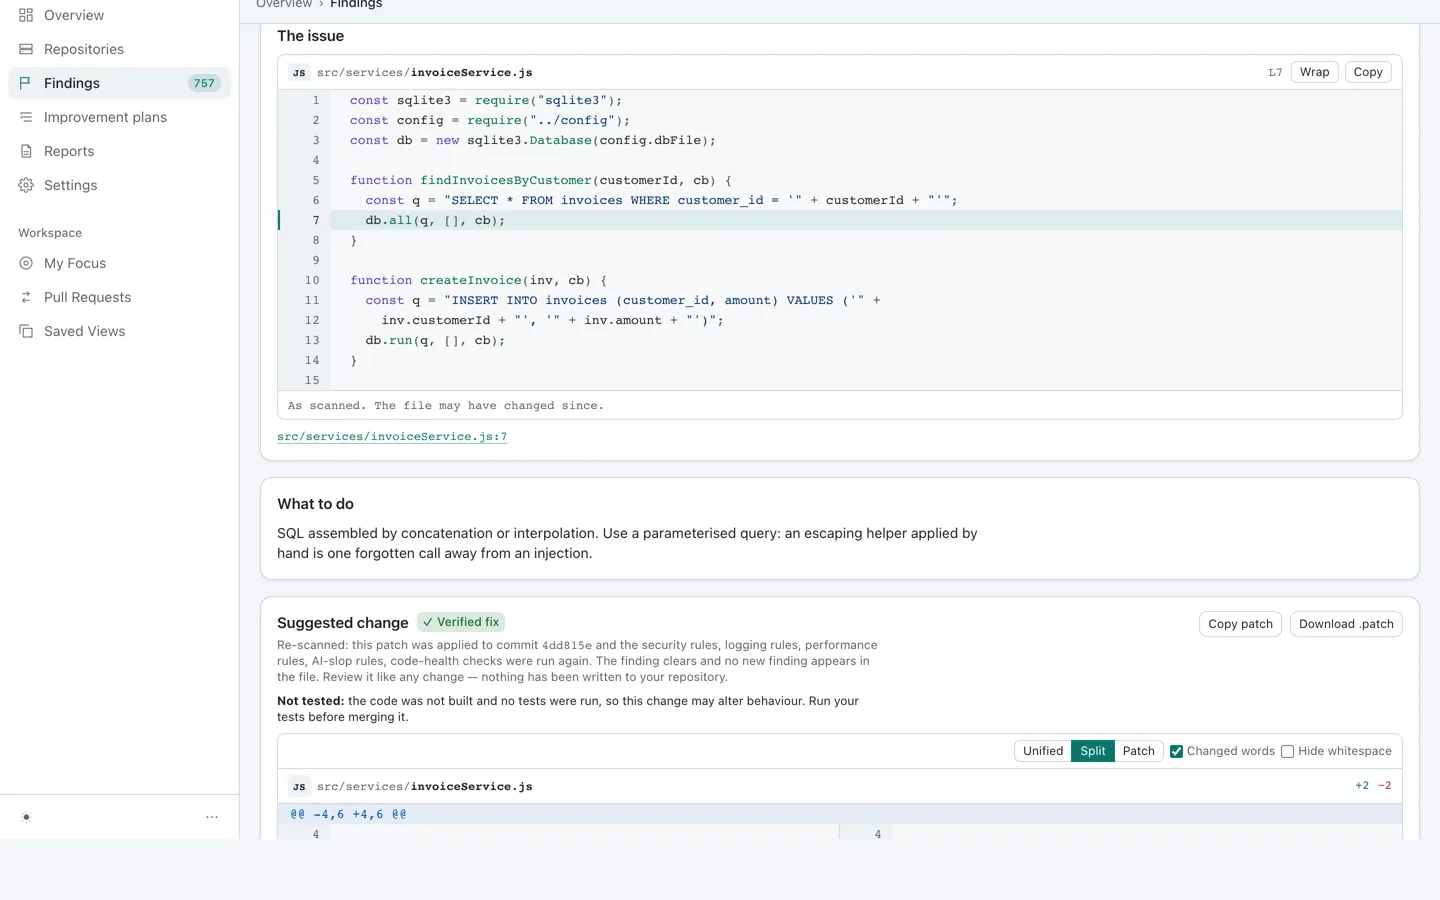 Overview › Findings
Overview
Repositories
Findings 757
Improvement plans
Reports
Settings
Workspace
My Focus
Pull Requests
Saved Views
The issue
JS src/services/invoiceService.js L7 Wrap Copy
1 const sqlite3 = require("sqlite3");
2 const config = require("../config");
3 const db = new sqlite3.Database(config.dbFile);
4
5 function findInvoicesByCustomer(customerId, cb) {
6 const q = "SELECT * FROM invoices WHERE customer_id = '" + customerId + "'";
7 db.all(q, [], cb);
8 }
9
10 function createInvoice(inv, cb) {
11 const q = "INSERT INTO invoices (customer_id, amount) VALUES ('" +
12 inv.customerId + "', '" + inv.amount + "')";
13 db.run(q, [], cb);
14 }
15
As scanned. The file may have changed since.
src/services/invoiceService.js:7
What to do
SQL assembled by concatenation or interpolation. Use a parameterised query: an escaping helper applied by
hand is one forgotten call away from an injection.
Suggested change ✓ Verified fix Copy patch Download .patch
Re-scanned: this patch was applied to commit 4dd815e and the security rules, logging rules, performance
rules, AI-slop rules, code-health checks were run again. The finding clears and no new finding appears in
the file. Review it like any change — nothing has been written to your repository.
Not tested: the code was not built and no tests were run, so this change may alter behaviour. Run your
tests before merging it.
Unified Split Patch Changed words Hide whitespace
JS src/services/invoiceService.js +2 −2
@@ −4,6 +4,6 @@
4 4